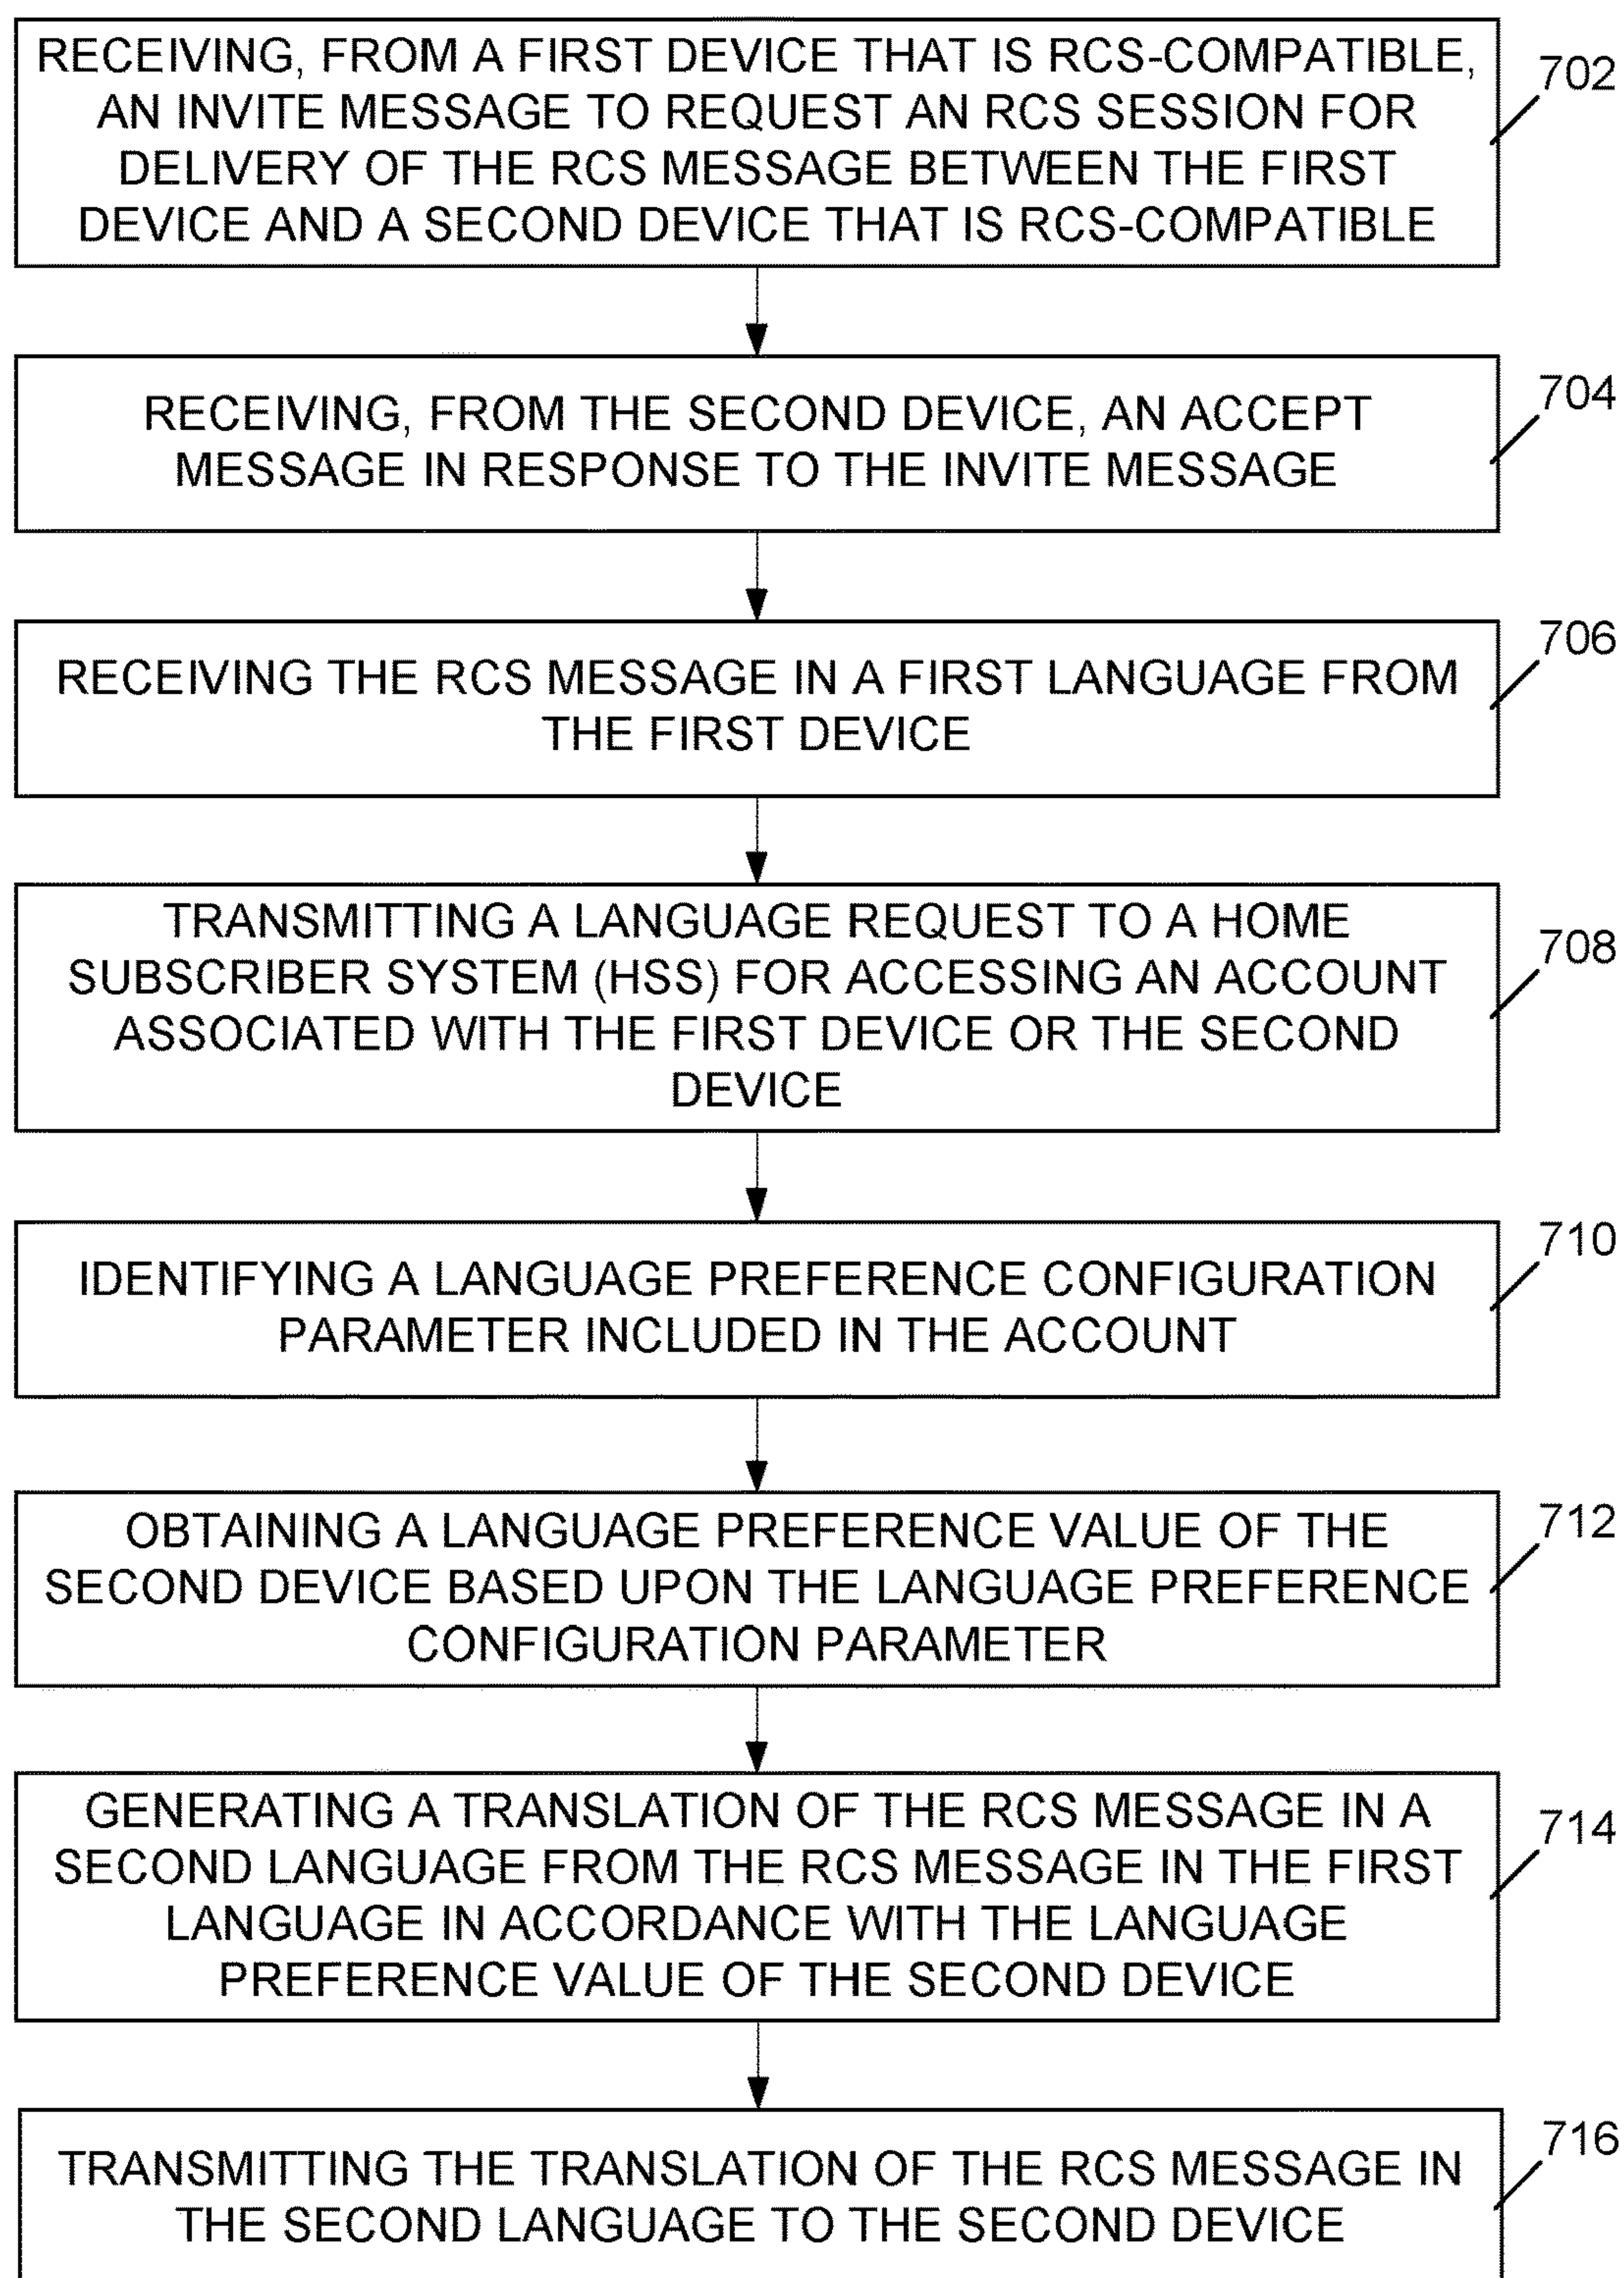 RECEIVING, FROM A FIRST DEVICE THAT IS RCS-COMPATIBLE,
AN INVITE MESSAGE TO REQUEST AN RCS SESSION FOR
DELIVERY OF THE RCS MESSAGE BETWEEN THE FIRST
DEVICE AND A SECOND DEVICE THAT IS RCS-COMPATIBLE
702
RECEIVING, FROM THE SECOND DEVICE, AN ACCEPT
MESSAGE IN RESPONSE TO THE INVITE MESSAGE
704
RECEIVING THE RCS MESSAGE IN A FIRST LANGUAGE FROM
THE FIRST DEVICE
706
TRANSMITTING A LANGUAGE REQUEST TO A HOME
SUBSCRIBER SYSTEM (HSS) FOR ACCESSING AN ACCOUNT
ASSOCIATED WITH THE FIRST DEVICE OR THE SECOND
DEVICE
708
IDENTIFYING A LANGUAGE PREFERENCE CONFIGURATION
PARAMETER INCLUDED IN THE ACCOUNT
710
OBTAINING A LANGUAGE PREFERENCE VALUE OF THE
SECOND DEVICE BASED UPON THE LANGUAGE PREFERENCE
CONFIGURATION PARAMETER
712
GENERATING A TRANSLATION OF THE RCS MESSAGE IN A
SECOND LANGUAGE FROM THE RCS MESSAGE IN THE FIRST
LANGUAGE IN ACCORDANCE WITH THE LANGUAGE
PREFERENCE VALUE OF THE SECOND DEVICE
714
TRANSMITTING THE TRANSLATION OF THE RCS MESSAGE IN
THE SECOND LANGUAGE TO THE SECOND DEVICE
716